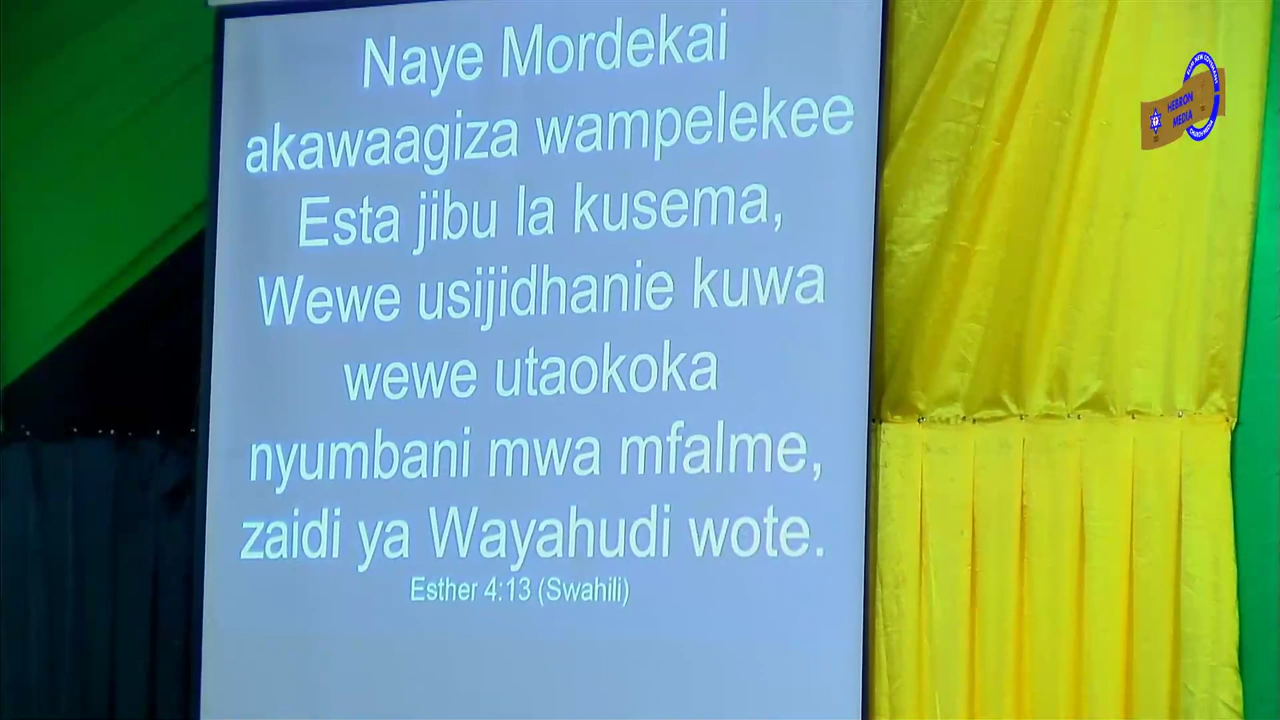 Naye Mordekai
akawaagiza wampelekee
Esta jibu la kusema,
Wewe usijidhanie kuwa
wewe utaokoka
nyumbani mwa mfalme,
zaidi ya Wayahudi wote.
Esther 4:13 (Swahili)
HEBRON
MEDIA